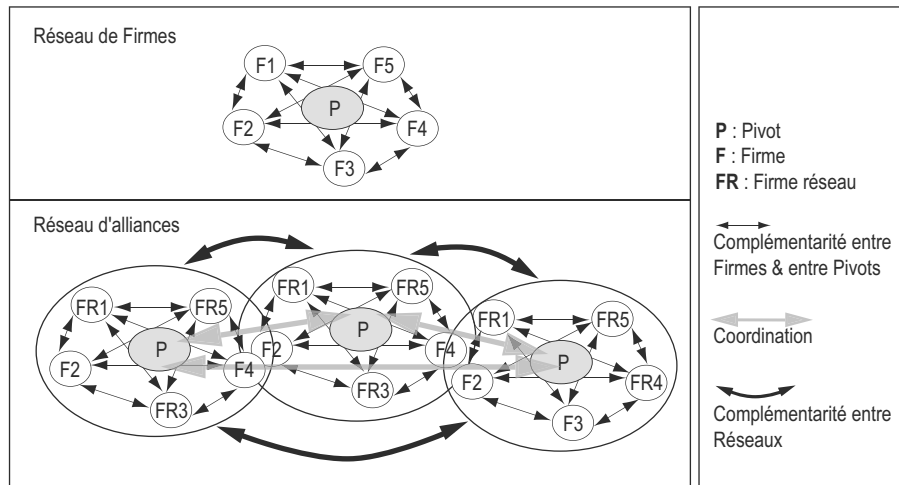 Réseau de Firmes
F1
F5
P
F2
F4
F3
Réseau d'alliances
FR1
FR5
P
F2
F4
FR3
FR1
FR5
P
F2
F4
FR3
FR1
FR5
P
F2
FR4
F3
P : Pivot
F : Firme
FR : Firme réseau
Complémentarité entre
Firmes & entre Pivots
Coordination
Complémentarité entre
Réseaux